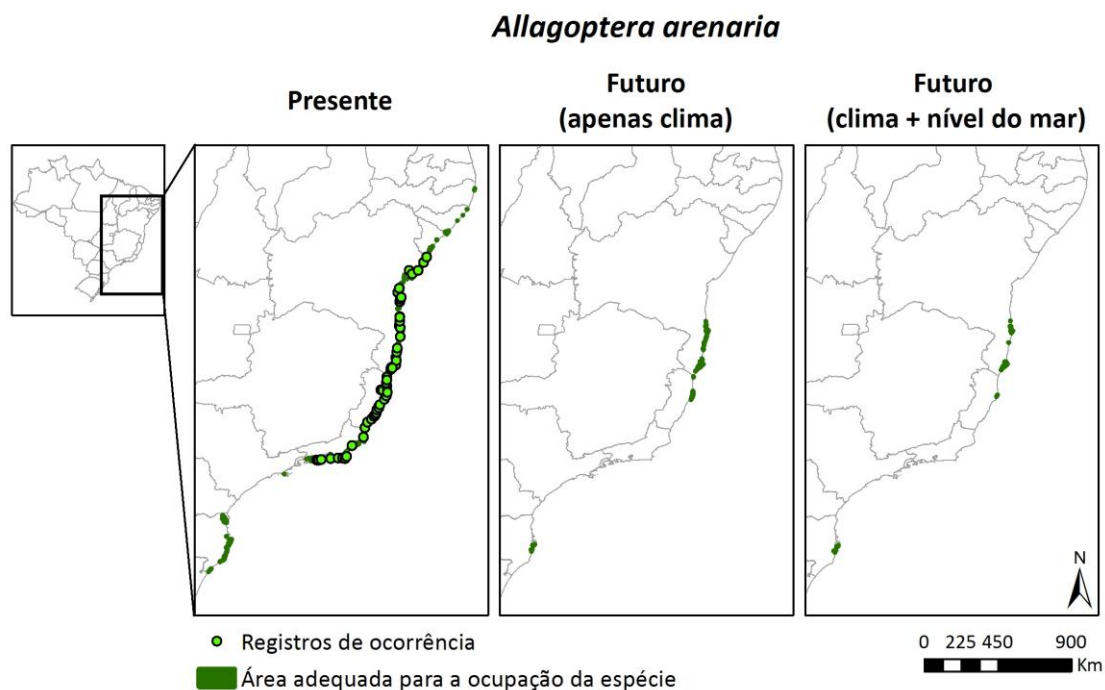 Allagoptera arenaria
Presente
Futuro
(apenas clima)
Futuro
(clima + nível do mar)
N
Registros de ocorrência
Área adequada para a ocupação da espécie
0 225 450 900
Km